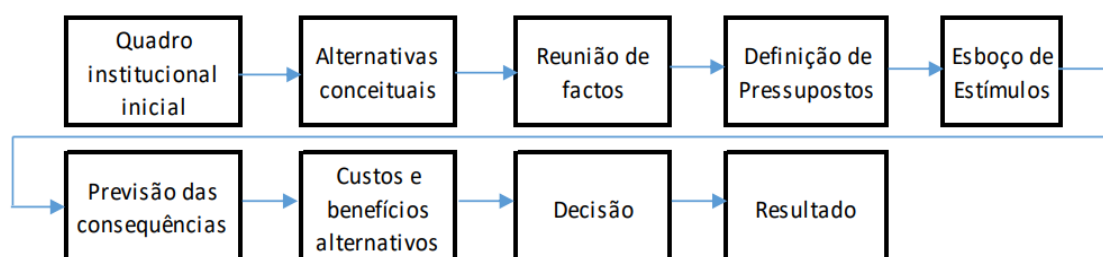 Quadro
institucional
inicial
Alternativas
conceituais
Reunião de
factos
Definição de
Pressupostos
Esboço de
Estímulos
Previsão das
consequências
Custos e
benefícios
alternativos
Decisão
Resultado